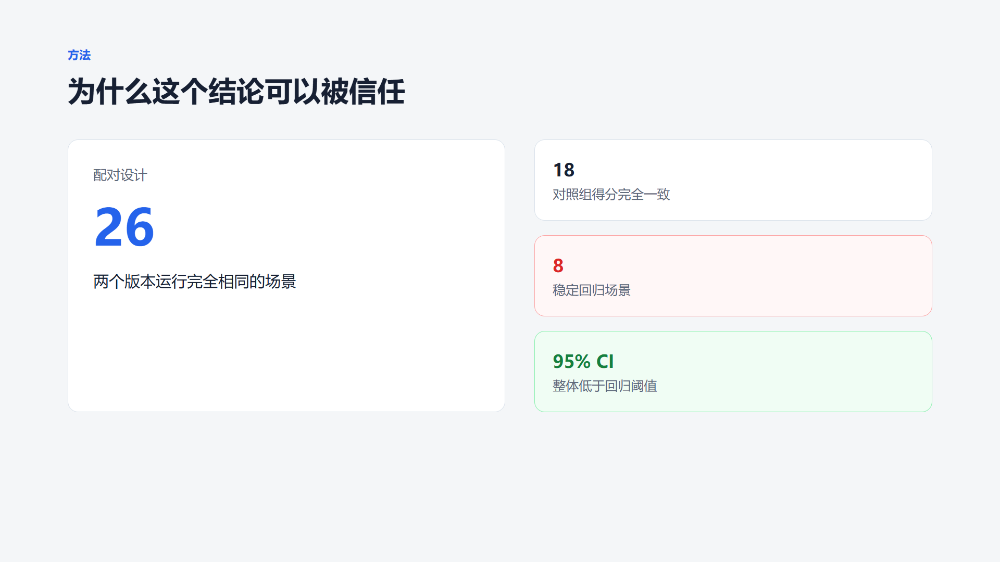 方法
为什么这个结论可以被信任
配对设计
26
两个版本运行完全相同的场景
18
对照组得分完全一致
8
稳定回归场景
95% CI
整体低于回归阈值